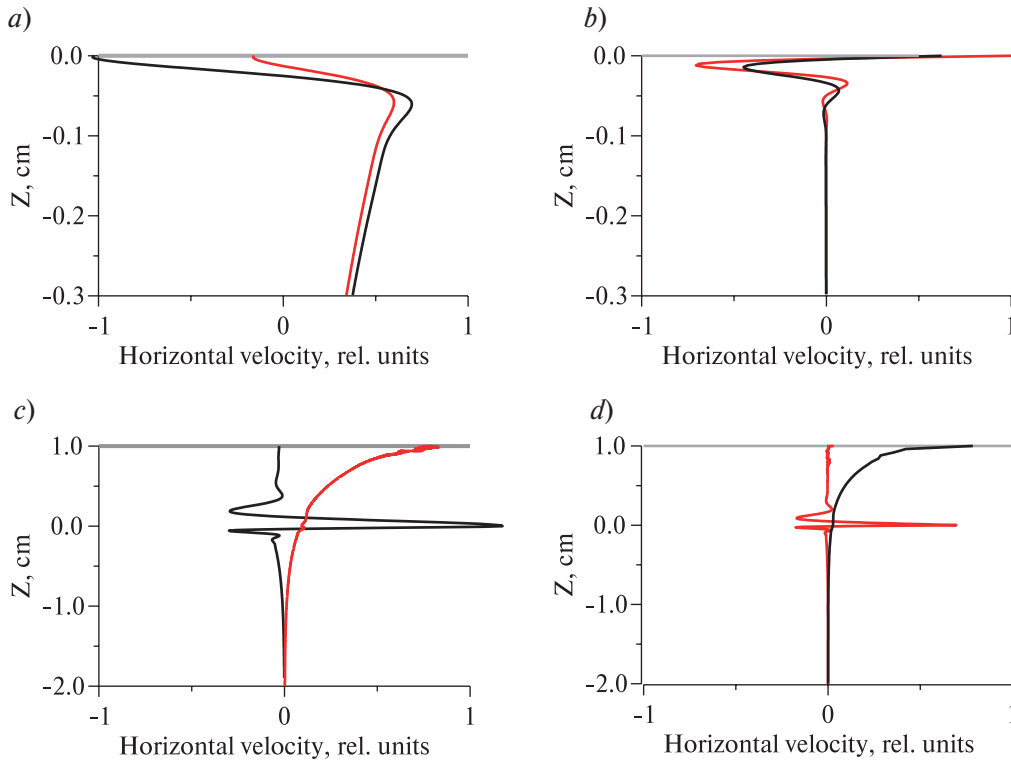 a)
0.0
-0.1
-0.2
-0.3
Z, cm
-1
0
1
Horizontal velocity, rel. units
b)
0.0
-0.1
-0.2
-0.3
Z, cm
-1
0
1
Horizontal velocity, rel. units
c)
1.0
0.0
-1.0
-2.0
Z, cm
-1
0
1
Horizontal velocity, rel. units
d)
1.0
0.0
-1.0
-2.0
Z, cm
-1
0
1
Horizontal velocity, rel. units